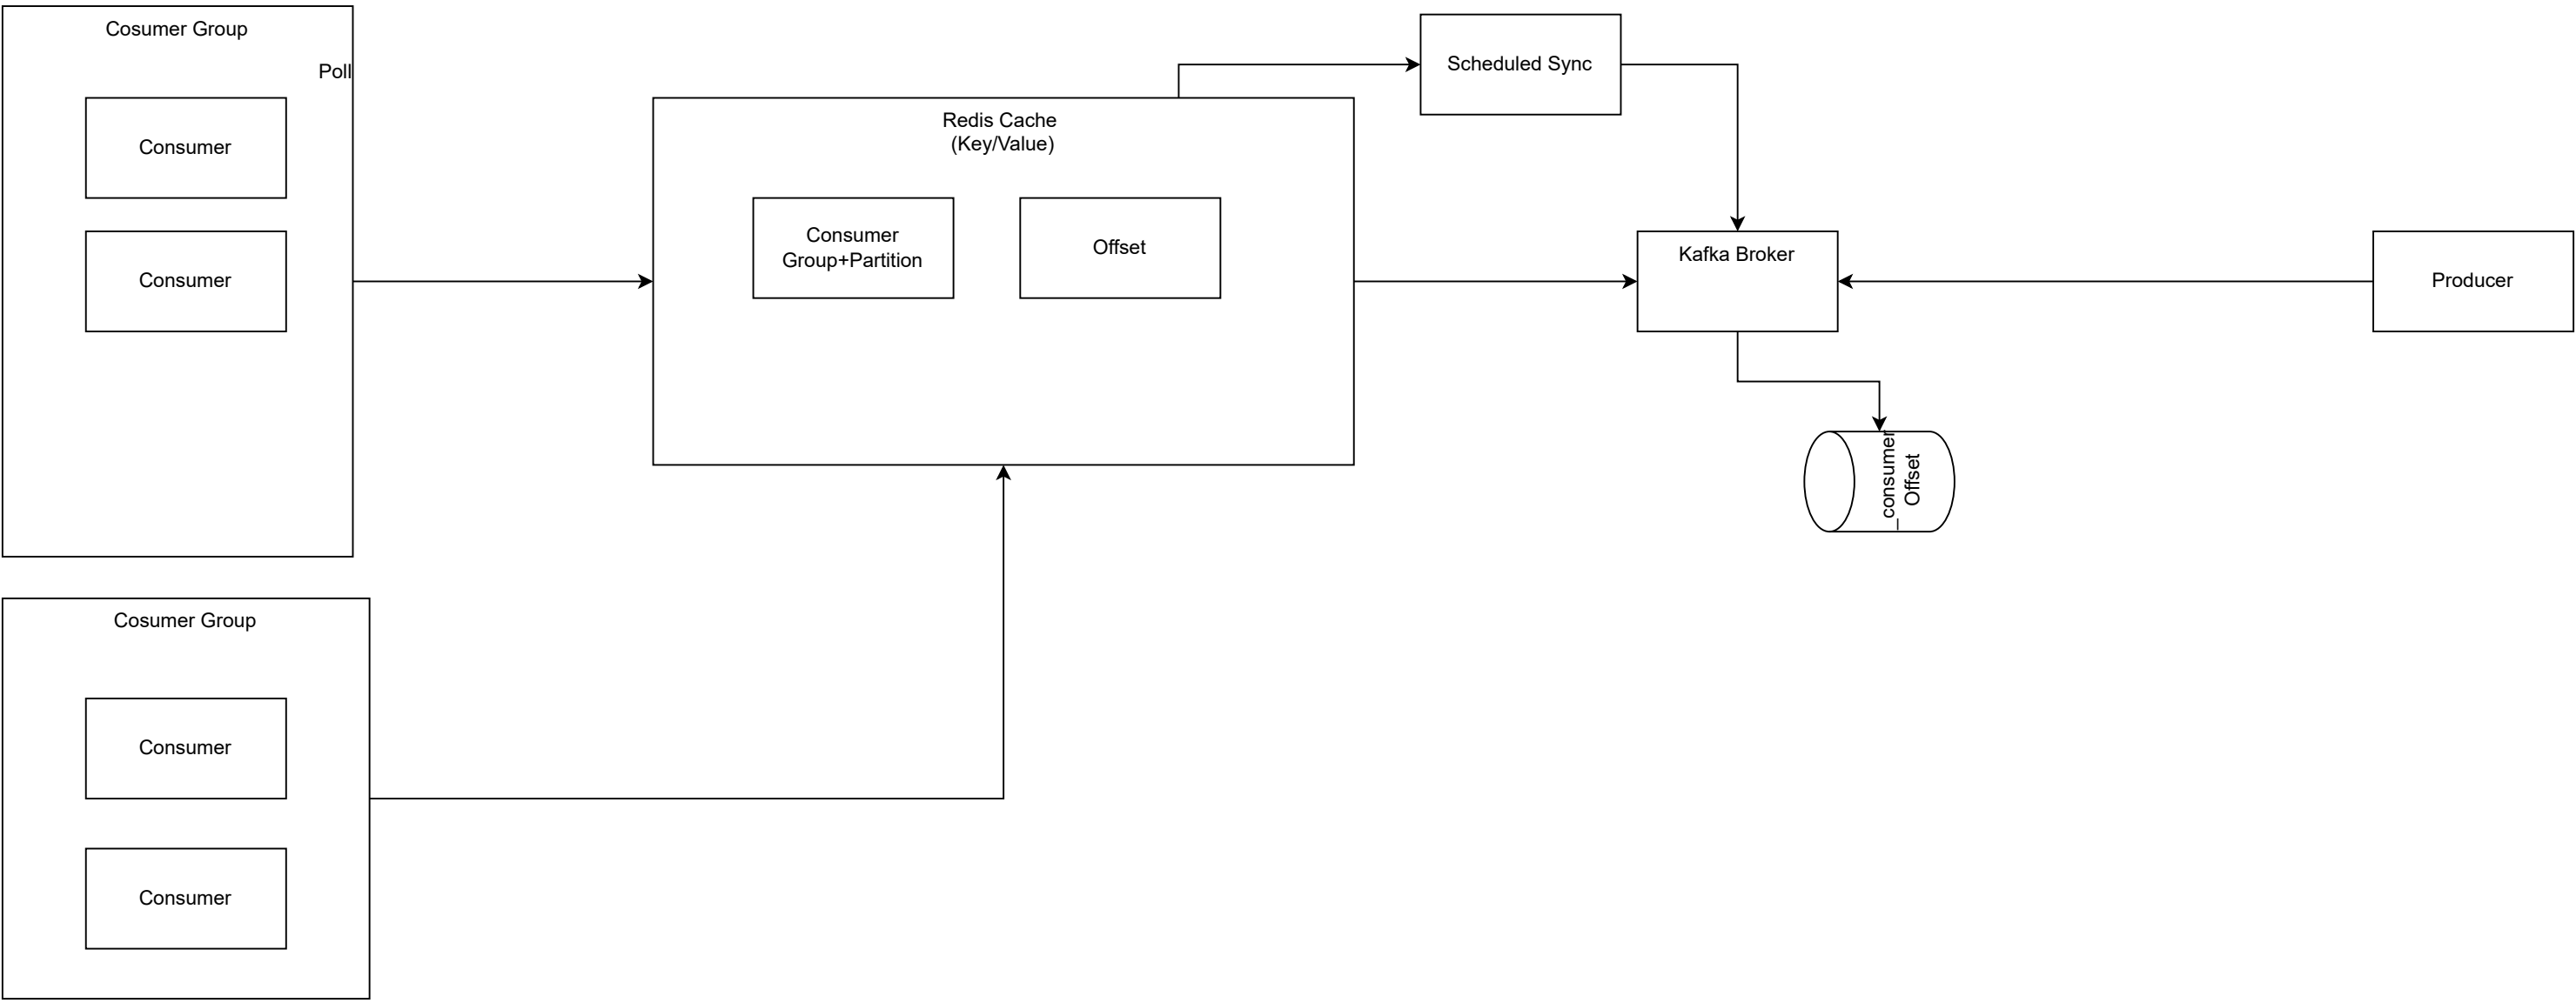 Cosumer Group
Poll
Consumer
Consumer
Redis Cache
(Key/Value)
Consumer
Group+Partition
Offset
Scheduled Sync
Kafka Broker
Producer
_consumer
Offset
Cosumer Group
Consumer
Consumer